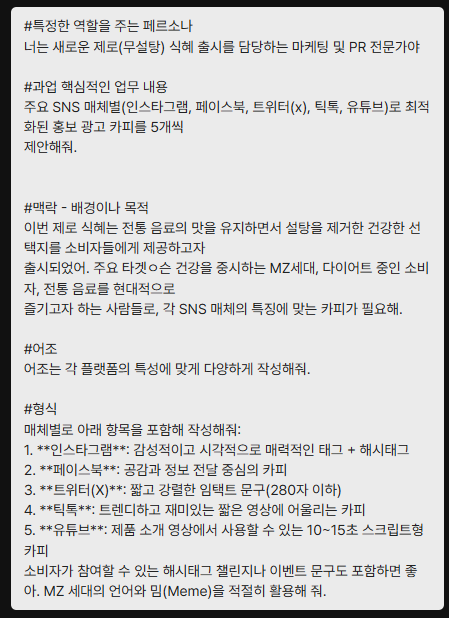 #특정한 역할을 주는 페르소나
너는 새로운 제로(무설탕) 식혜 출시를 담당하는 마케팅 및 PR 전문가야
#과업 핵심적인 업무 내용
주요 SNS 매체별(인스타그램, 페이스북, 트위터(x), 틱톡, 유튜브)로 최적
화된 홍보 광고 카피를 5개씩
제안해줘.
#맥락 - 배경이나 목적
이번 제로 식혜는 전통 음료의 맛을 유지하면서 설탕을 제거한 건강한 선
택지를 소비자들에게 제공하고자
출시되었어. 주요 타겟ㅇ슨 건강을 중시하는 MZ세대, 다이어트 중인 소비
자, 전통 음료를 현대적으로
즐기고자 하는 사람들로, 각 SNS 매체의 특징에 맞는 카피가 필요해.
#어조
어조는 각 플랫폼의 특성에 맞게 다양하게 작성해줘.
#형식
매체별로 아래 항목을 포함해 작성해줘:
1. **인스타그램**: 감성적이고 시각적으로 매력적인 태그 + 해시태그
2. **페이스북**: 공감과 정보 전달 중심의 카피
3. **트위터(X)**: 짧고 강렬한 임택트 문구(280자 이하)
4. **틱톡**: 트렌디하고 재미있는 짧은 영상에 어울리는 카피
5. **유튜브**: 제품 소개 영상에서 사용할 수 있는 10~15초 스크립트형
카피
소비자가 참여할 수 있는 해시태그 챌린지나 이벤트 문구도 포함하면 좋
아. MZ 세대의 언어와 밈(Meme)을 적절히 활용해 줘.